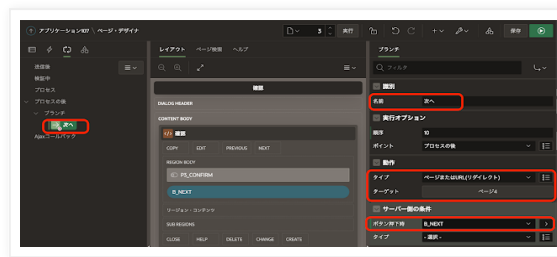 アプリケーション107 \ ページ・デザイナ
3
実行
保存
送信後
検証中
プロセス
プロセスの後
ブランチ
次へ
Ajaxコールバック
レイアウト
ページ検索
ヘルプ
確認
DIALOG HEADER
CONTENT BODY
確認
COPY
EDIT
PREVIOUS
NEXT
REGION BODY
P3_CONFIRM
B_NEXT
リージョン・コンテンツ
SUB REGIONS
CLOSE
HELP
DELETE
CHANGE
CREATE
ブランチ
フィルタ
識別
名前
次へ
実行オプション
順序
10
ポイント
プロセスの後
動作
タイプ
ページまたはURL(リダイレクト)
ターゲット
ページ4
サーバー側の条件
ボタン押下時
B_NEXT
タイプ
- 選択 -